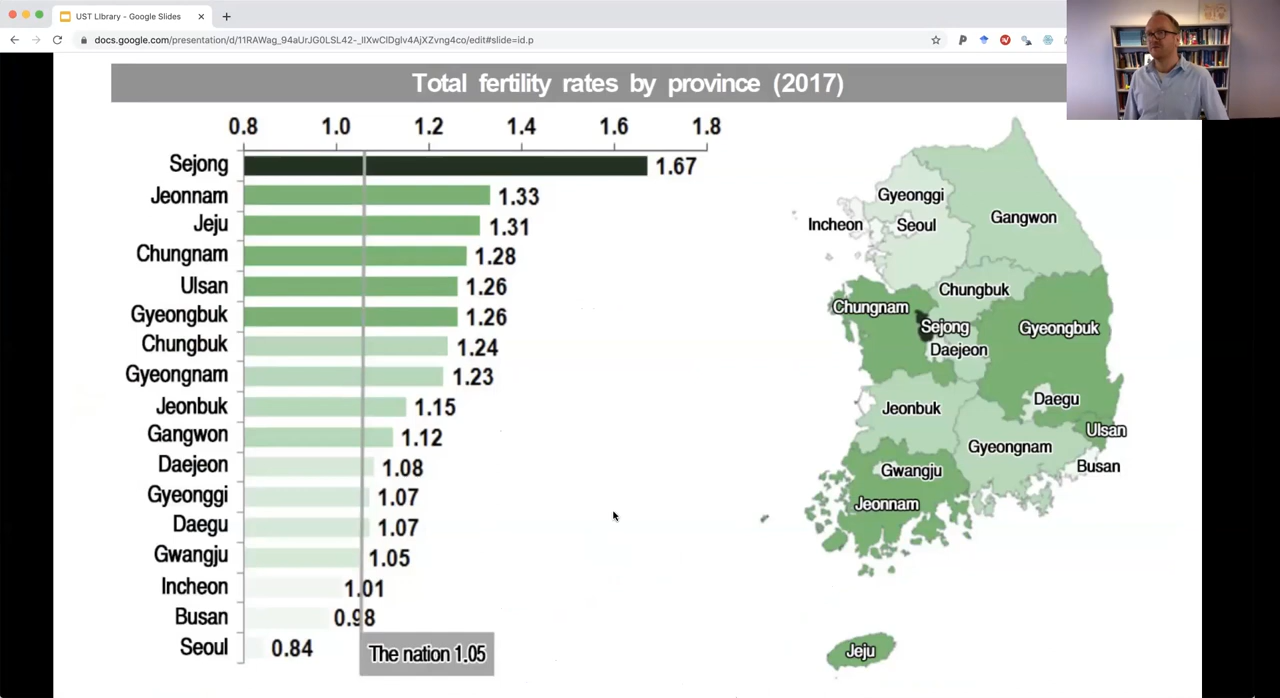 UST LIbrary - Google Slides
docs.google.com/presentation/d/11RAWag_94aUrJG0LSL42-_IIXwClDglv4AjXZvng4co/edit#slide=id.p
Total fertility rates by province (2017)
0.8 1.0 1.2 1.4 1.6 1.8
Sejong 1.67
Jeonnam 1.33
Jeju 1.31
Chungnam 1.28
Ulsan 1.26
Gyeongbuk 1.26
Chungbuk 1.24
Gyeongnam 1.23
Jeonbuk 1.15
Gangwon 1.12
Daejeon 1.08
Gyeonggi 1.07
Daegu 1.07
Gwangju 1.05
Incheon 1.01
Busan 0.98
Seoul 0.84
The nation 1.05
Gyeonggi
Incheon
Seoul
Gangwon
Chungbuk
Chungnam
Sejong
Gyeongbuk
Daejeon
Daegu
Jeonbuk
Ulsan
Gyeongnam
Busan
Gwangju
Jeonnam
Jeju